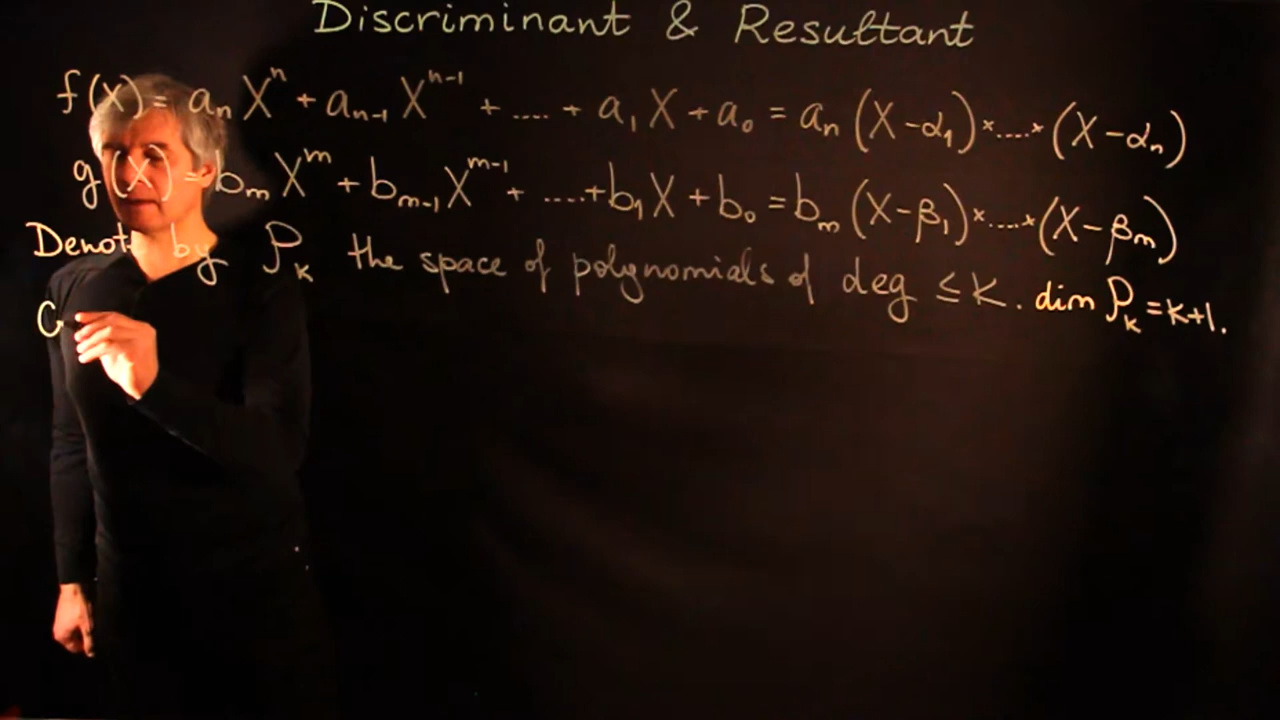 Discriminant & Resultant
f(X) = aₙ Xⁿ + aₙ₋₁ Xⁿ⁻¹ + .... + a₁ X + a₀ = aₙ (X - α₁) × .... × (X - αₙ)
g(X) = bₘ Xᵐ + bₘ₋₁ Xᵐ⁻¹ + ..... + b₁ X + b₀ = bₘ (X - β₁) × ..... × (X - βₘ)
Denote by Pₖ the space of polynomials of deg ≤ K. dim Pₖ = k+1.
C